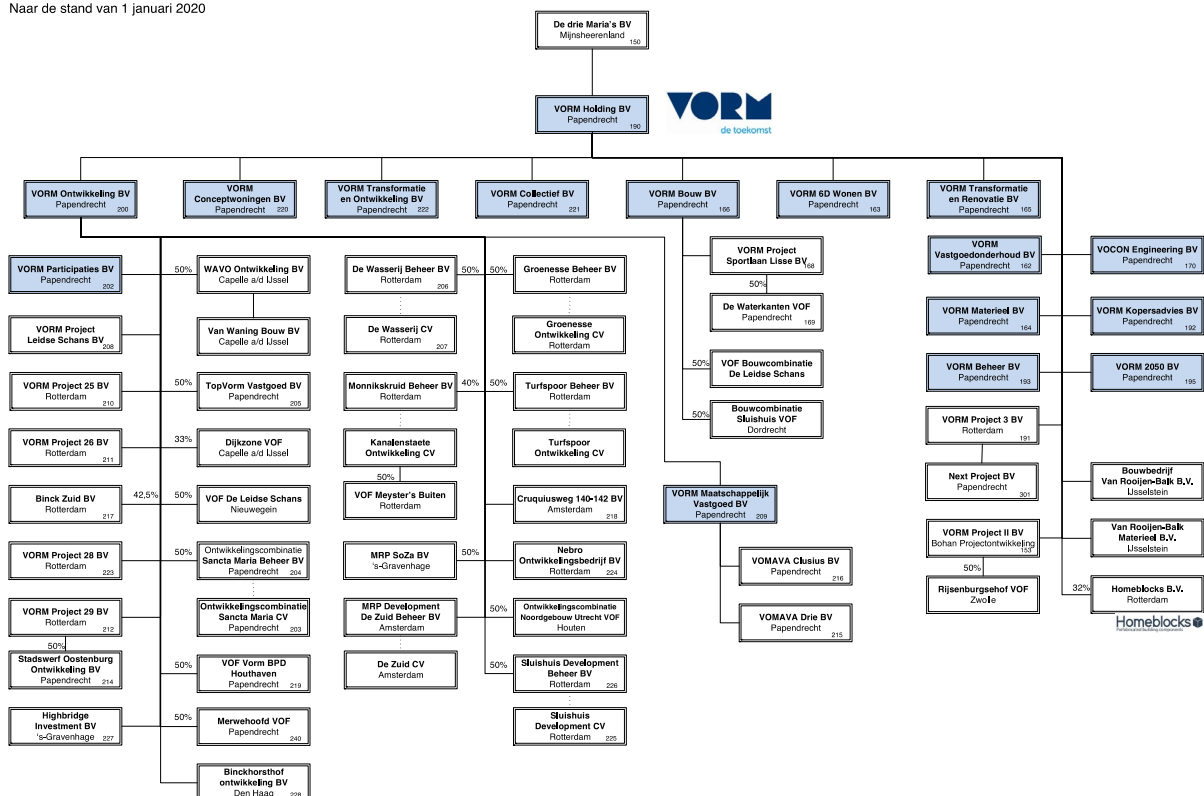 Naar de stand van 1 januari 2020
De drie Maria's BV
Mijnsheerenland
150
VORM Holding BV
Papendrecht
190
VORM
de toekomst
VORM Ontwikkeling BV
Papendrecht
200
VORM
Conceptwoningen BV
Papendrecht 220
VORM Transformatie
en Ontwikkeling BV
Papendrecht 222
VORM Collectief BV
Papendrecht
221
VORM Bouw BV
Papendrecht
166
VORM 6D Wonen BV
Papendrecht
163
VORM Transformatie
en Renovatie BV
Papendrecht 165
VORM Participaties BV
Papendrecht
202
50%
WAVO Ontwikkeling BV
Capelle a/d IJssel
Van Waning Bouw BV
Capelle a/d IJssel
VORM Project
Leidse Schans BV
208
VORM Project 25 BV
Rotterdam
210
50%
TopVorm Vastgoed BV
Papendrecht
205
VORM Project 26 BV
Rotterdam
211
33%
Dijkzone VOF
Capelle a/d IJssel
Binck Zuid BV
Rotterdam
217
42,5%
50%
VOF De Leidse Schans
Nieuwegein
VORM Project 28 BV
Rotterdam
223
50%
Ontwikkelingscombinatie
Sancta Maria Beheer BV
Papendrecht 204
VORM Project 29 BV
Rotterdam
212
Ontwikkelingscombinatie
Sancta Maria CV
Papendrecht 203
50%
Stadswerf Oostenburg
Ontwikkeling BV
Papendrecht 214
50%
VOF Vorm BPD
Houthaven
Papendrecht 219
Highbridge
Investment BV
's-Gravenhage 227
50%
Merwehoofd VOF
Papendrecht
240
Binckhorsthof
ontwikkeling BV
Den Haag 228
De Wasserij Beheer BV
Rotterdam
206
50%
50%
Groenesse Beheer BV
Rotterdam
De Wasserij CV
Rotterdam
207
Groenesse
Ontwikkeling CV
Rotterdam
Monnikskruid Beheer BV
Rotterdam
40%
50%
Turfspoor Beheer BV
Rotterdam
Kanalenstaete
Ontwikkeling CV
Turfspoor
Ontwikkeling CV
50%
VOF Meyster's Buiten
Rotterdam
Cruquiusweg 140-142 BV
Amsterdam
218
MRP SoZa BV
's-Gravenhage
50%
Nebro
Ontwikkelingsbedrijf BV
Rotterdam 224
MRP Development
De Zuid Beheer BV
Amsterdam
50%
Ontwikkelingscombinatie
Noordgebouw Utrecht VOF
Houten
De Zuid CV
Amsterdam
50%
Sluishuis Development
Beheer BV
Rotterdam 226
Sluishuis
Development CV
Rotterdam 225
VORM Project
Sportlaan Lisse BV
168
50%
De Waterkanten VOF
Papendrecht
169
50%
VOF Bouwcombinatie
De Leidse Schans
50%
Bouwcombinatie
Sluishuis VOF
Dordrecht
VORM Maatschappelijk
Vastgoed BV
Papendrecht 209
VOMAVA Clusius BV
Papendrecht
216
VOMAVA Drie BV
Papendrecht
215
VORM
Vastgoedonderhoud BV
Papendrecht 162
VOCON Engineering BV
Papendrecht
170
VORM Materieel BV
Papendrecht
164
VORM Kopersadvies BV
Papendrecht
192
VORM Beheer BV
Papendrecht
193
VORM 2050 BV
Papendrecht
195
VORM Project 3 BV
Rotterdam
191
Next Project BV
Papendrecht
301
Bouwbedrijf
Van Rooijen-Balk B.V.
IJsselstein
VORM Project II BV
Bohan Projectontwikkeling
153
Van Rooijen-Balk
Materieel B.V.
IJsselstein
50%
Rijsenburgsehof VOF
Zwolle
32%
Homeblocks B.V.
Rotterdam
Homeblocks
Prefabricated building components